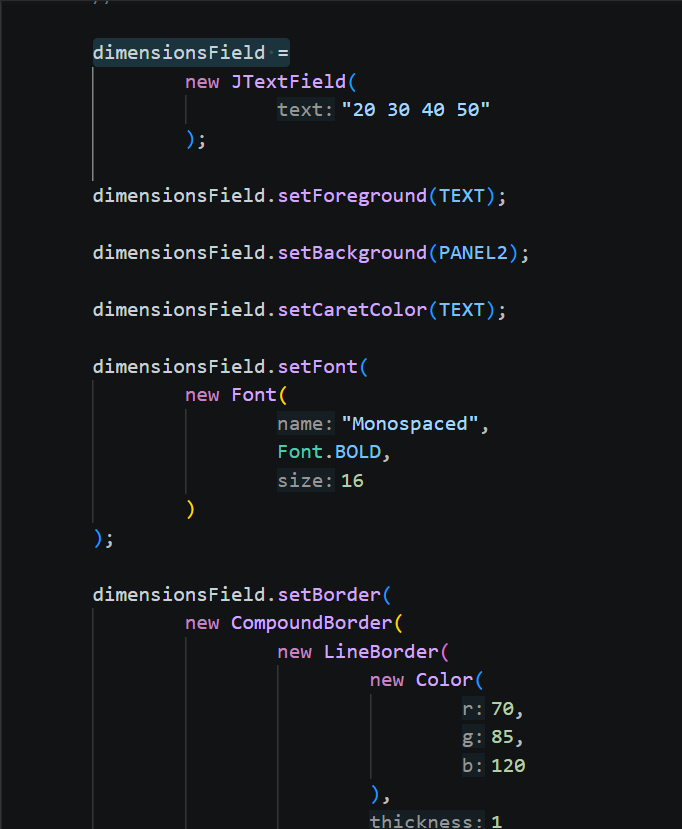 dimensionsField =
new JTextField(
text: "20 30 40 50"
);
dimensionsField.setForeground(TEXT);
dimensionsField.setBackground(PANEL2);
dimensionsField.setCaretColor(TEXT);
dimensionsField.setFont(
new Font(
name: "Monospaced",
Font.BOLD,
size: 16
)
);
dimensionsField.setBorder(
new CompoundBorder(
new LineBorder(
new Color(
r: 70,
g: 85,
b: 120
),
thickness: 1